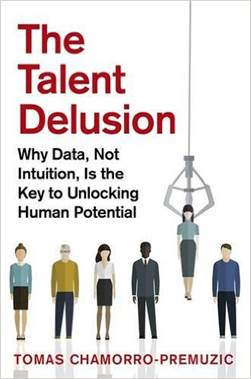 The
Talent
Delusion
Why Data, Not
Intuition, Is the
Key to Unlocking
Human Potential
TOMAS CHAMORRO-PREMUZIC